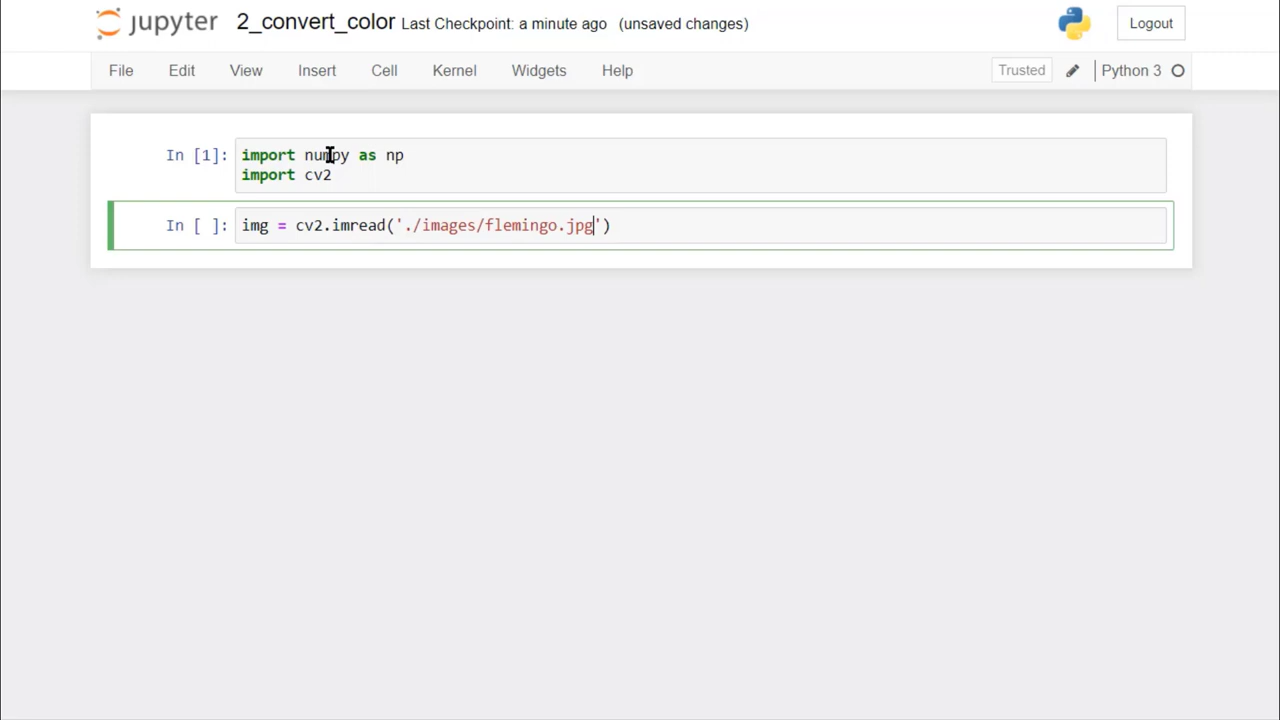 jupyter 2_convert_color Last Checkpoint: a minute ago (unsaved changes) Logout
File Edit View Insert Cell Kernel Widgets Help Trusted Python 3
In [1]: import numpy as np
import cv2
In [ ]: img = cv2.imread('./images/flemingo.jpg')